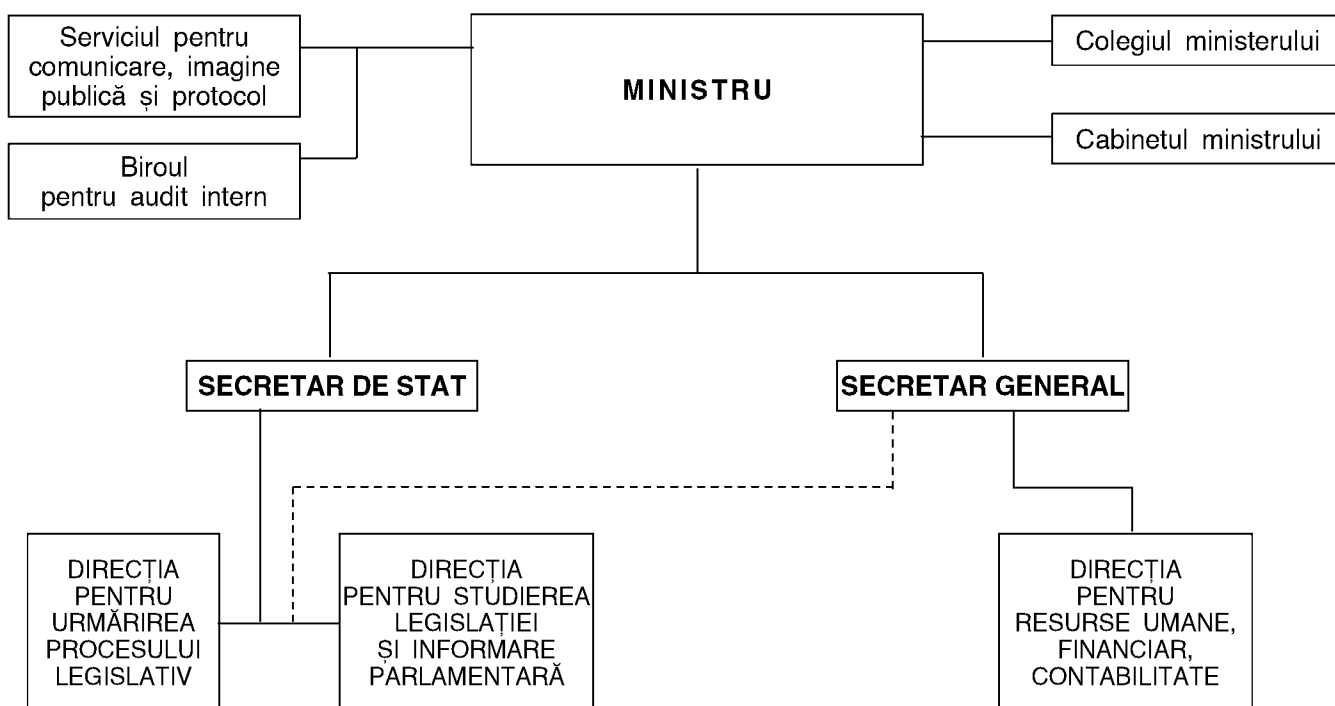 Serviciul pentru
comunicare, imagine
publică și protocol
Biroul
pentru audit intern
MINISTRU
Colegiul ministerului
Cabinetul ministrului
SECRETAR DE STAT
SECRETAR GENERAL
DIRECȚIA
PENTRU
URMĂRIREA
PROCESULUI
LEGISLATIV
DIRECȚIA
PENTRU STUDIEREA
LEGISLAȚIEI
ȘI INFORMARE
PARLAMENTARĂ
DIRECȚIA
PENTRU
RESURSE UMANE,
FINANCIAR,
CONTABILITATE